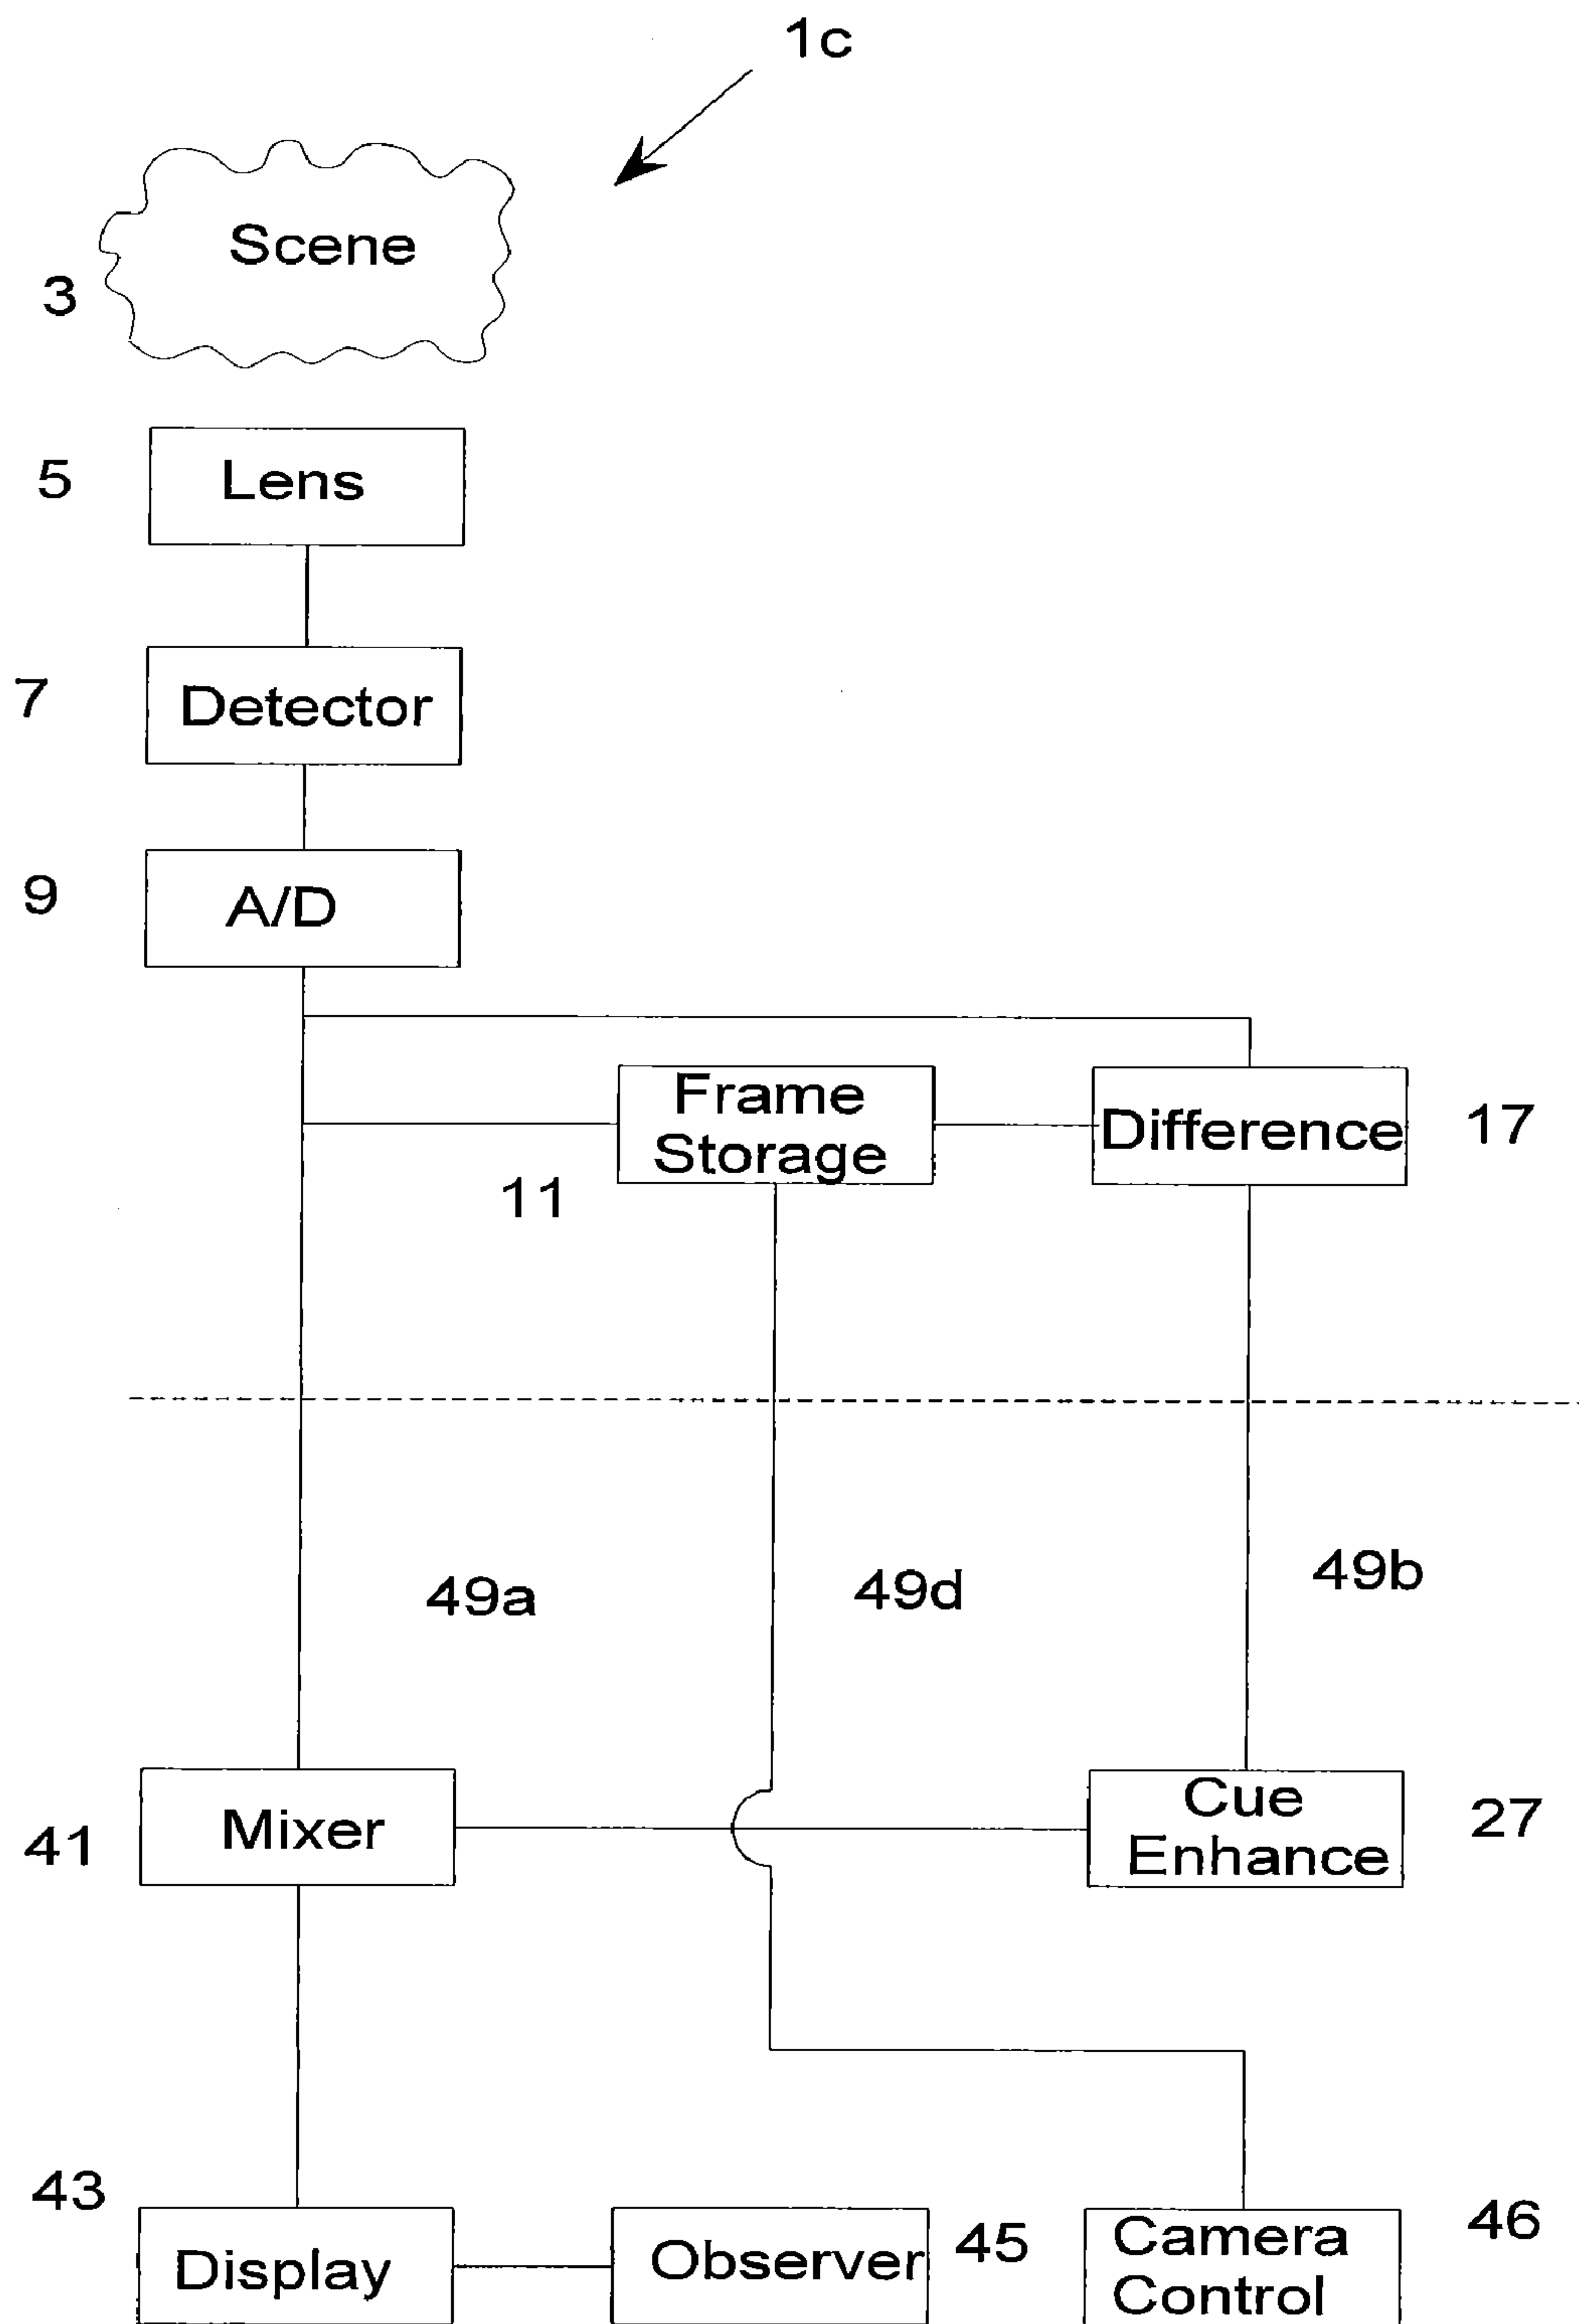 1c
Scene
3
5
Lens
7
Detector
9
A/D
Frame
Storage
Difference
17
11
49a
49d
49b
Mixer
41
Cue
Enhance
27
43
Display
Observer
45
Camera
Control
46